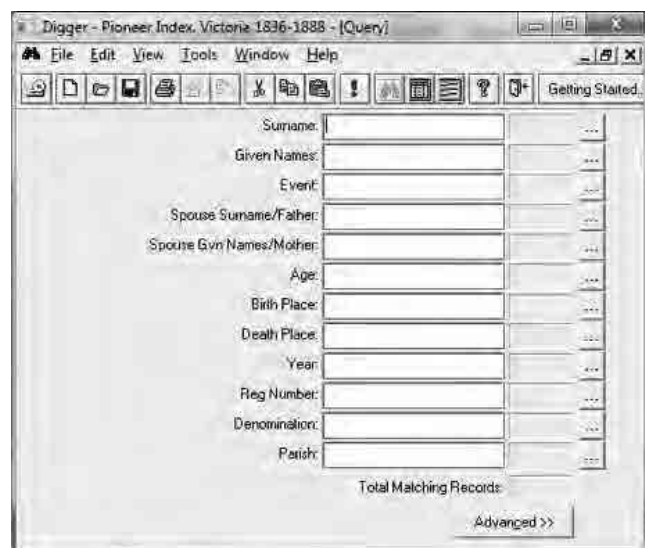 Digger - Pioneer Index. Victoria 1836-1888 - [Query]
File Edit View Tools Window Help
Getting Started..
Surname:
Given Names:
Event:
Spouse Surname/Father:
Spouse Gvn Names/Mother:
Age:
Birth Place:
Death Place:
Year:
Reg Number:
Denomination:
Parish:
Total Matching Records:
Advanced >>